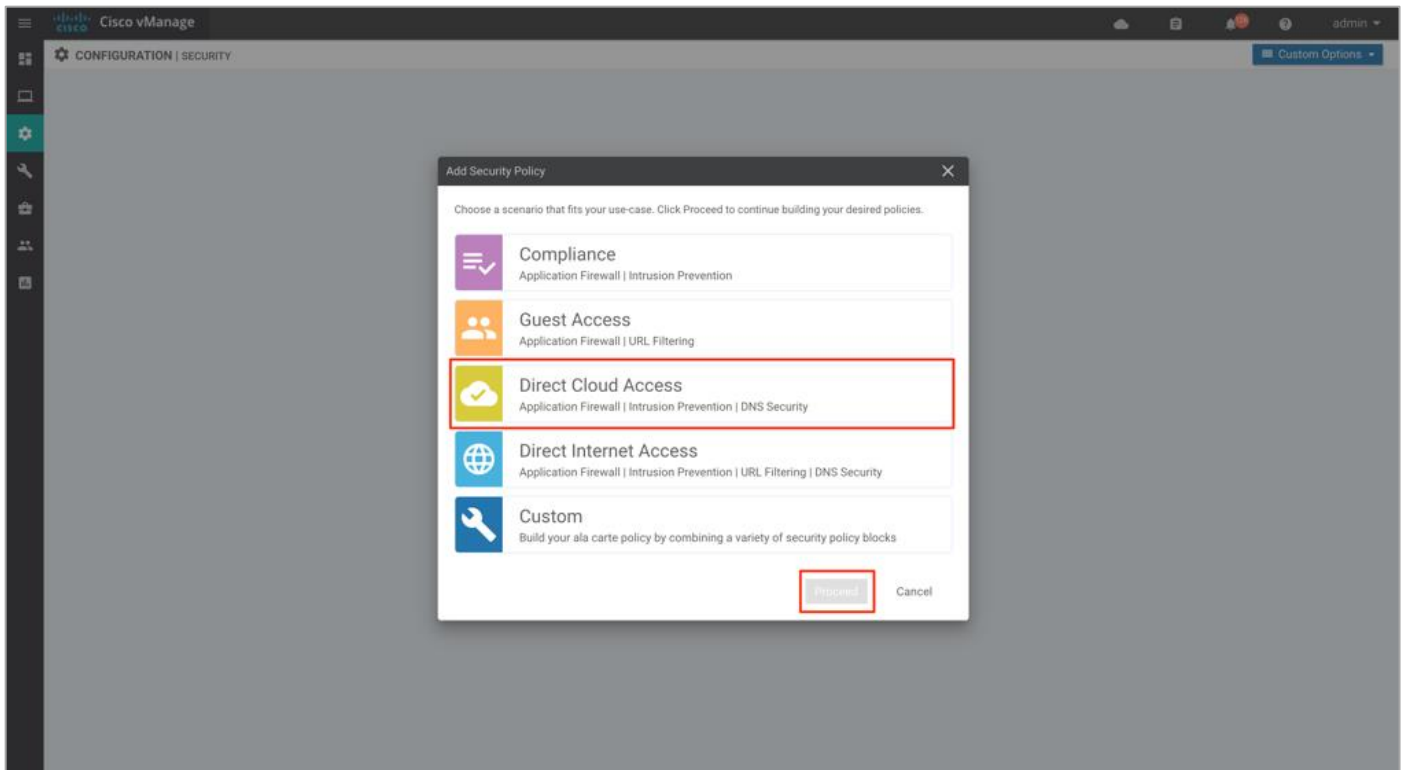 CISCO
Cisco vManage
admin
CONFIGURATION | SECURITY
Custom Options
Add Security Policy
Choose a scenario that fits your use-case. Click Proceed to continue building your desired policies.
Compliance
Application Firewall | Intrusion Prevention
Guest Access
Application Firewall | URL Filtering
Direct Cloud Access
Application Firewall | Intrusion Prevention | DNS Security
Direct Internet Access
Application Firewall | Intrusion Prevention | URL Filtering | DNS Security
Custom
Build your ala carte policy by combining a variety of security policy blocks
Proceed
Cancel